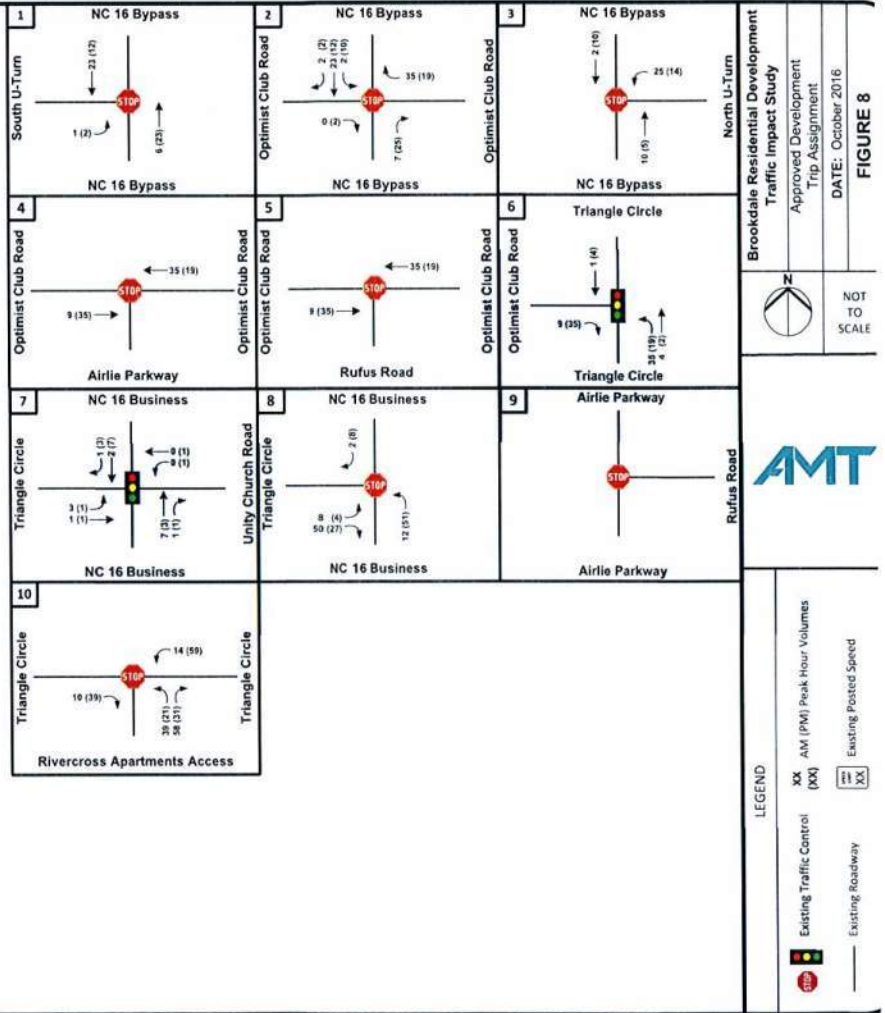 1
NC 16 Bypass
South U-Turn
23 (12)
STOP
1 (2)
6 (23)
NC 16 Bypass
2
NC 16 Bypass
Optimist Club Road
2 (2)
23 (12)
2 (10)
35 (19)
STOP
0 (2)
7 (25)
Optimist Club Road
NC 16 Bypass
3
NC 16 Bypass
2 (10)
25 (14)
STOP
10 (5)
North U-Turn
NC 16 Bypass
4
Optimist Club Road
35 (19)
STOP
9 (35)
Optimist Club Road
Airlie Parkway
5
Optimist Club Road
35 (19)
STOP
9 (35)
Optimist Club Road
Rufus Road
6
Triangle Circle
Optimist Club Road
1 (4)
9 (35)
35 (19)
4 (2)
Triangle Circle
7
NC 16 Business
Triangle Circle
1 (3)
2 (7)
0 (1)
0 (1)
3 (1)
1 (1)
7 (3)
1 (1)
Unity Church Road
NC 16 Business
8
NC 16 Business
Triangle Circle
2 (8)
STOP
8 (4)
50 (27)
12 (51)
NC 16 Business
9
Airlie Parkway
STOP
Rufus Road
Airlie Parkway
10
Triangle Circle
14 (59)
STOP
10 (39)
39 (21)
58 (31)
Triangle Circle
Rivercross Apartments Access
Brookdale Residential Development
Traffic Impact Study
Approved Development
Trip Assignment
DATE: October 2016
FIGURE 8
N
NOT
TO
SCALE
AMT
LEGEND
STOP
Existing Traffic Control
XX
(XX)
AM (PM) Peak Hour Volumes
Existing Roadway
XX
Existing Posted Speed